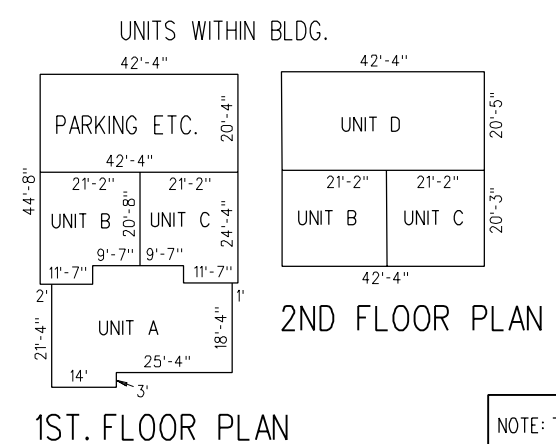 UNITS WITHIN BLDG.
42'-4"
PARKING ETC.
20'-4"
42'-4"
44'-8"
21'-2"
21'-2"
UNIT B
20'-8"
UNIT C
24'-4"
9'-7"
9'-7"
11'-7"
11'-7"
2'
1'
21'-4"
UNIT A
18'-4"
25'-4"
14'
3'
1ST. FLOOR PLAN
42'-4"
UNIT D
20'-5"
21'-2"
21'-2"
UNIT B
UNIT C
20'-3"
42'-4"
2ND FLOOR PLAN
NOTE: